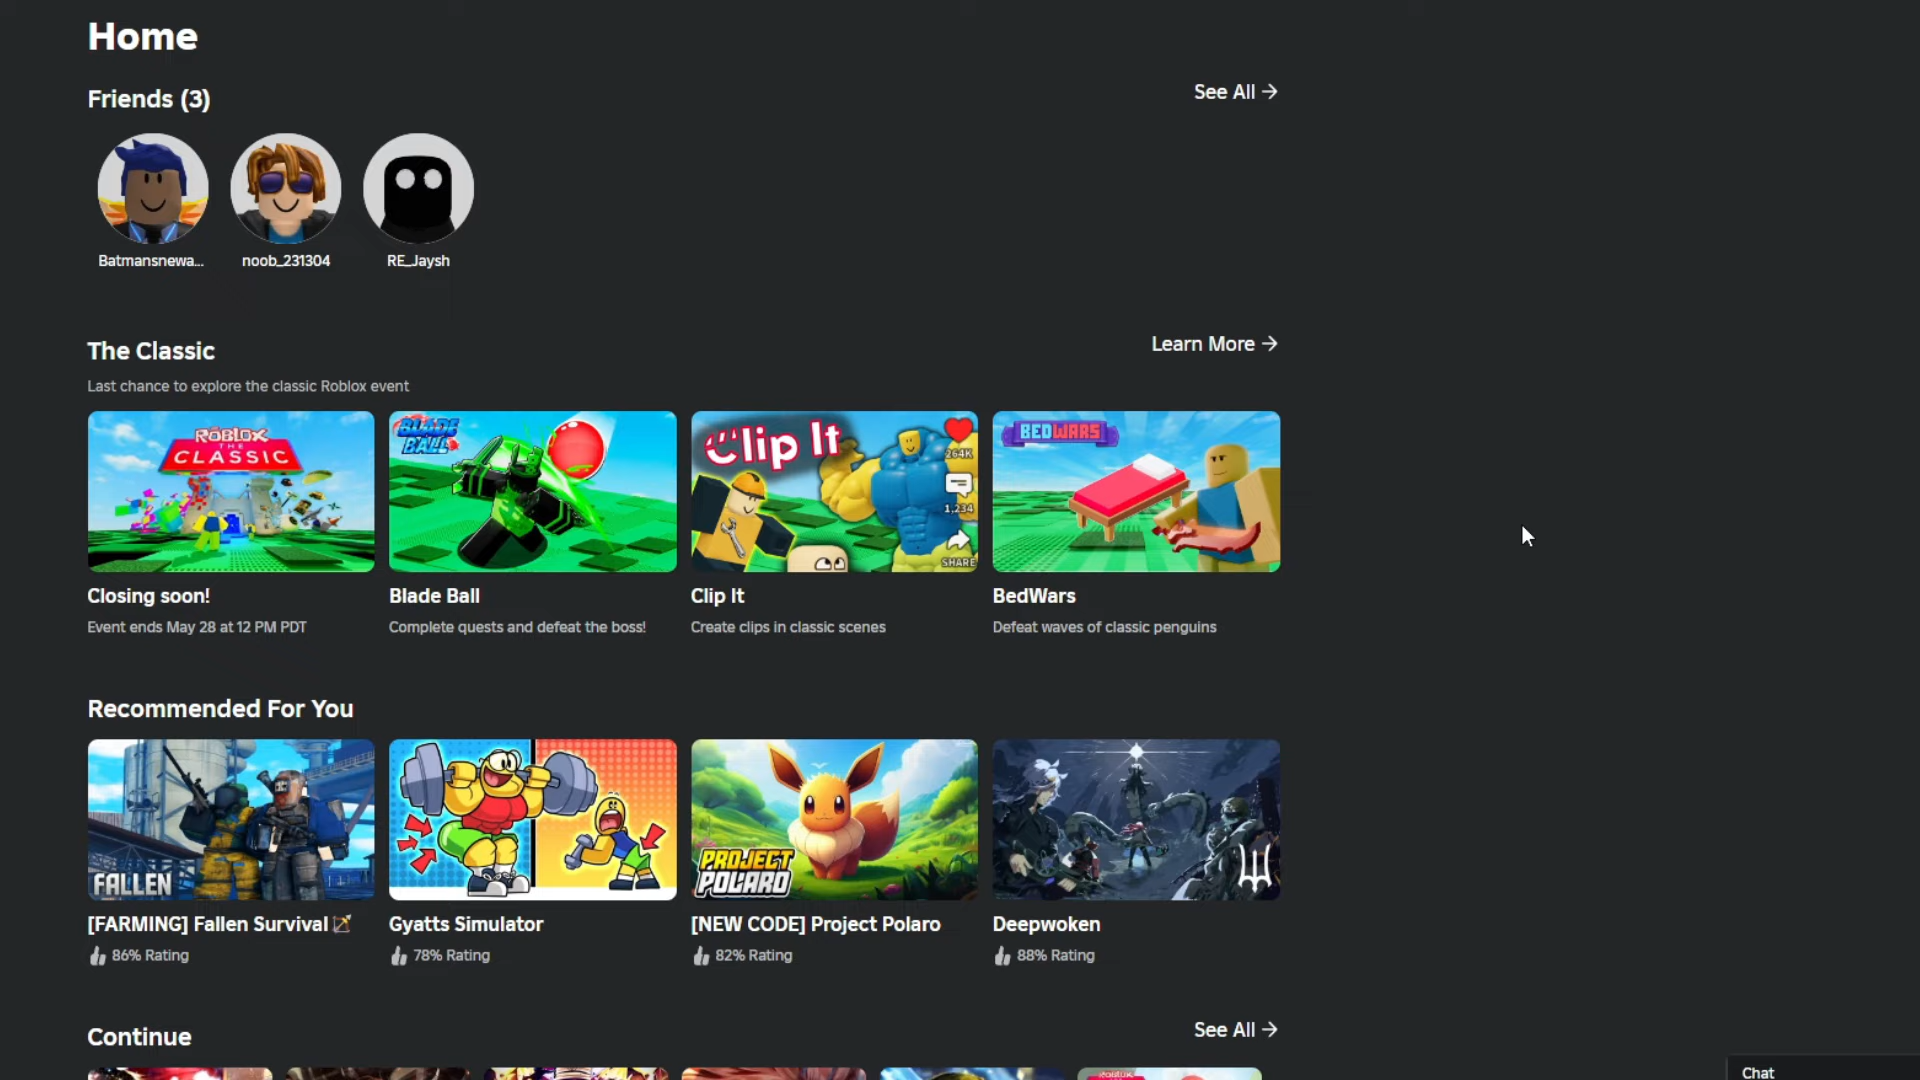 Home
Friends (3)
See All →
Batmansnewa...
noob_231304
RE_Jaysh
The Classic
Learn More →
Last chance to explore the classic Roblox event
ROBLOX
THE
CLASSIC
BLADE
BALL
Clip It
264K
1,234
SHARE
BEDWARS
Closing soon!
Blade Ball
Clip It
BedWars
Event ends May 28 at 12 PM PDT
Complete quests and defeat the boss!
Create clips in classic scenes
Defeat waves of classic penguins
Recommended For You
FALLEN
PROJECT
POLARO
[FARMING] Fallen Survival
Gyatts Simulator
[NEW CODE] Project Polaro
Deepwoken
86% Rating
78% Rating
82% Rating
88% Rating
Continue
See All →
ROBLOX
Chat